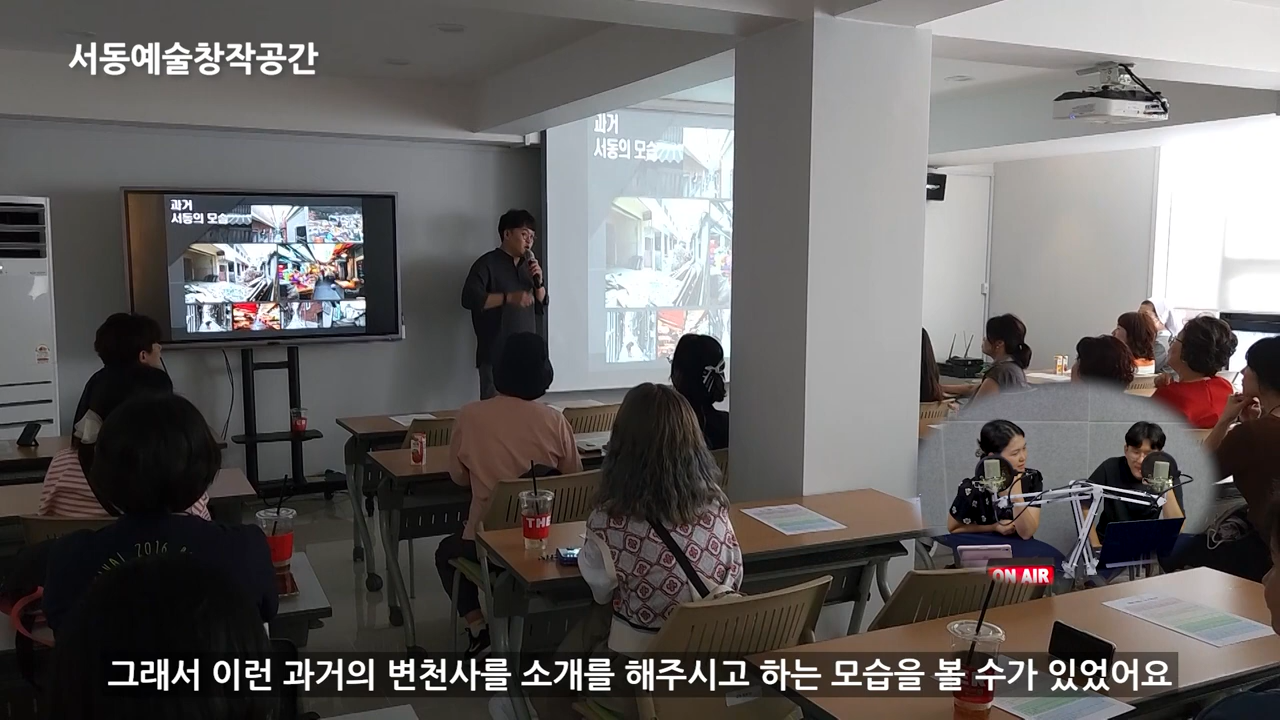 서동예술창작공간
과거
서동의 모습
과거
서동의 모습
THE
ON AIR
그래서 이런 과거의 변천사를 소개를 해주시고 하는 모습을 볼 수가 있었어요